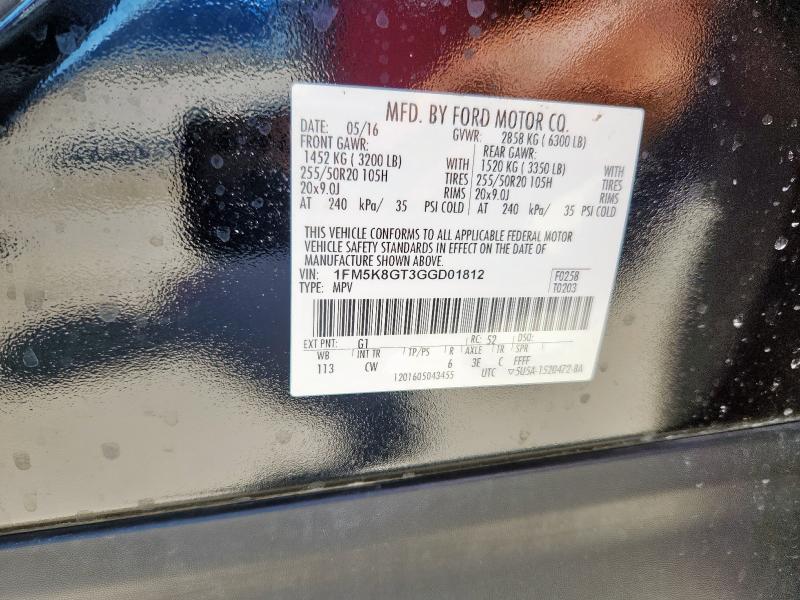 MFD. BY FORD MOTOR CO.
DATE: 05/16 GVWR: 2858 KG ( 6300 LB)
FRONT GAWR: REAR GAWR:
1452 KG ( 3200 LB) WITH 1520 KG ( 3350 LB) WITH
255/50R20 105H TIRES 255/50R20 105H TIRES
20x9.0J RIMS 20x9.0J RIMS
AT 240 kPa/ 35 PSI COLD AT 240 kPa/ 35 PSI COLD
THIS VEHICLE CONFORMS TO ALL APPLICABLE FEDERAL MOTOR
VEHICLE SAFETY STANDARDS IN EFFECT ON THE DATE OF
MANUFACTURE SHOWN ABOVE.
VIN: 1FM5K8GT3GGD01812 F0258
TYPE: MPV T0203
EXT PNT: G1 RC: 52 DSO:
WB INT TR TP/PS R AXLE TR SPR
113 CW 6 3E C FFFF
1201605043455 UTC ▽5U5A-1520472-BA